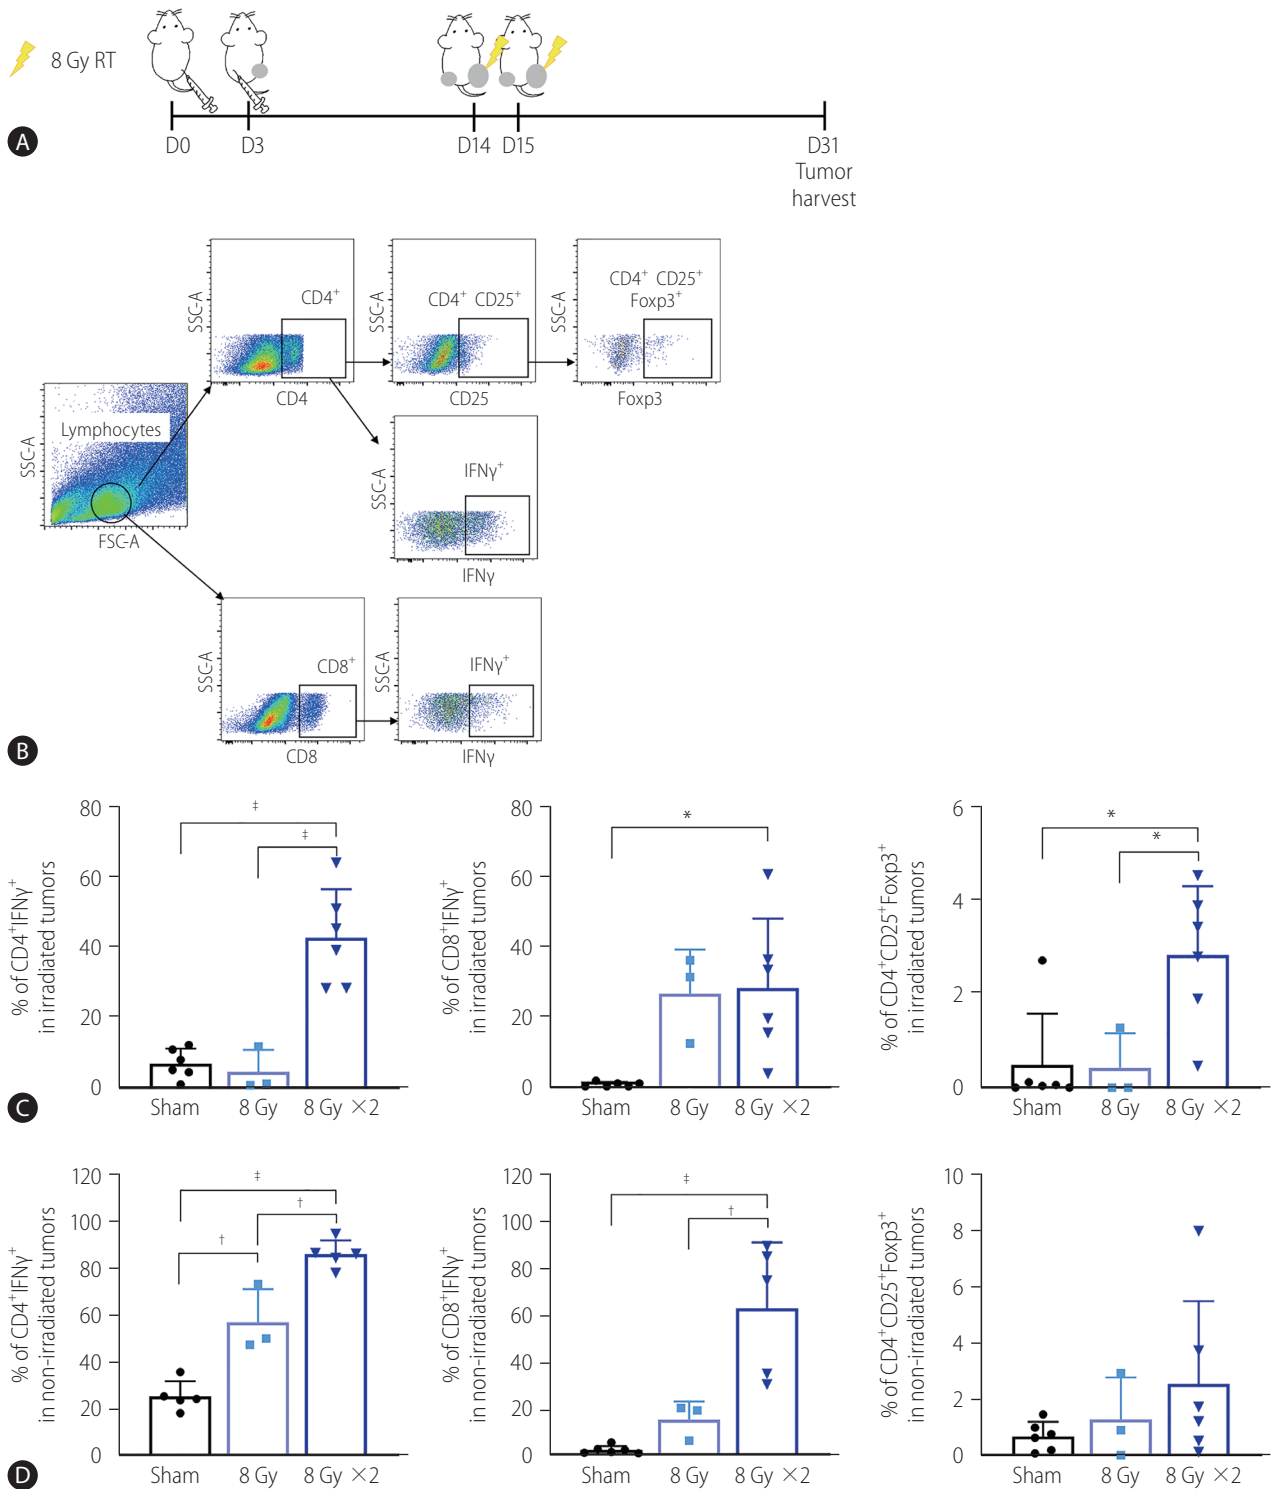 8 Gy RT
D0
D3
D14
D15
D31
Tumor
harvest
A
SSC-A
CD4⁺
CD4
SSC-A
CD4⁺ CD25⁺
CD25
SSC-A
CD4⁺ CD25⁺
Foxp3⁺
Foxp3
SSC-A
Lymphocytes
FSC-A
SSC-A
IFNγ⁺
IFNγ
SSC-A
CD8⁺
CD8
SSC-A
IFNγ⁺
IFNγ
B
% of CD4⁺IFNγ⁺
in irradiated tumors
80
60
40
20
0
‡
‡
Sham
8 Gy
8 Gy ×2
% of CD8⁺IFNγ⁺
in irradiated tumors
80
60
40
20
0
*
Sham
8 Gy
8 Gy ×2
% of CD4⁺CD25⁺Foxp3⁺
in irradiated tumors
6
4
2
0
*
*
Sham
8 Gy
8 Gy ×2
C
% of CD4⁺IFNγ⁺
in non-irradiated tumors
120
100
80
60
40
20
0
‡
†
†
Sham
8 Gy
8 Gy ×2
% of CD8⁺IFNγ⁺
in non-irradiated tumors
120
100
80
60
40
20
0
‡
†
Sham
8 Gy
8 Gy ×2
% of CD4⁺CD25⁺Foxp3⁺
in non-irradiated tumors
10
8
6
4
2
0
Sham
8 Gy
8 Gy ×2
D